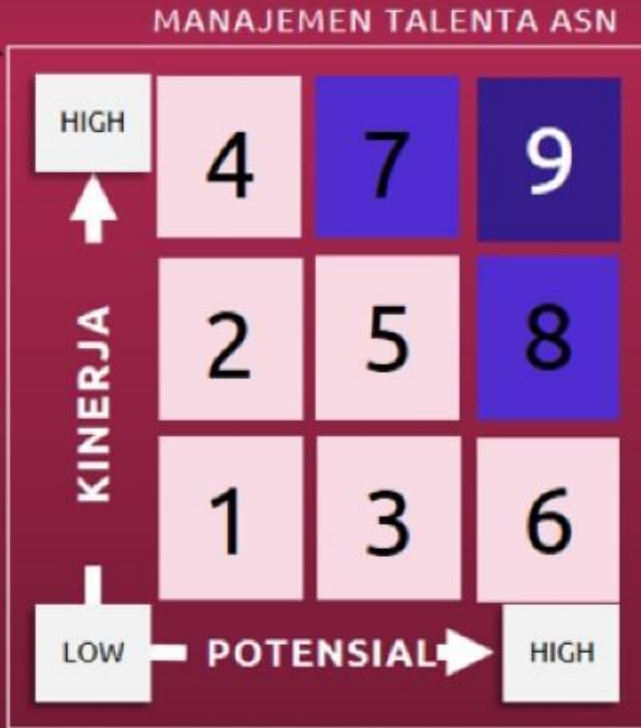 MANAJEMEN TALENTA ASN
HIGH
4 7 9
KINERJA
2 5 8
1 3 6
LOW
POTENSIAL
HIGH